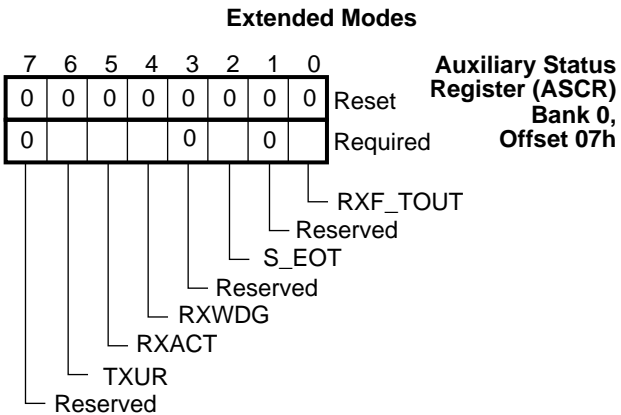 Extended Modes
7 6 5 4 3 2 1 0
0 0 0 0 0 0 0 0 Reset
0 0 0 Required
Auxiliary Status
Register (ASCR)
Bank 0,
Offset 07h
RXF_TOUT
Reserved
S_EOT
Reserved
RXWDG
RXACT
TXUR
Reserved